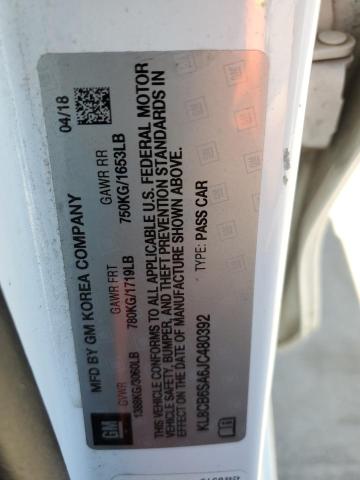 GM
MFD BY GM KOREA COMPANY 04/18
GVWR GAWR FRT GAWR RR
1388KG/3060LB 780KG/1719LB 750KG/1653LB
THIS VEHICLE CONFORMS TO ALL APPLICABLE U.S. FEDERAL MOTOR
VEHICLE SAFETY, BUMPER, AND THEFT PREVENTION STANDARDS IN
EFFECT ON THE DATE OF MANUFACTURE SHOWN ABOVE.
TYPE: PASS CAR
KL8CB6SA6JC480392